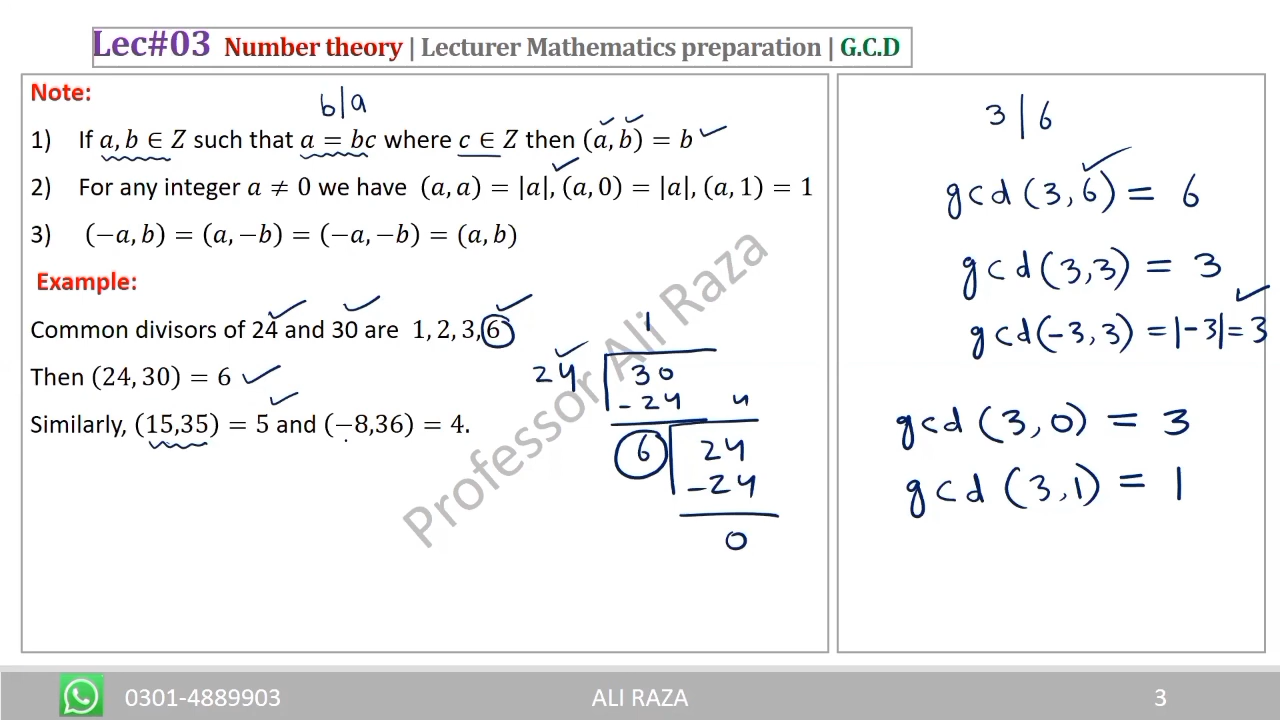 Lec#03 Number theory | Lecturer Mathematics preparation | G.C.D
Note:
b|a
1) If a, b ∈ Z such that a = bc where c ∈ Z then (a, b) = b
2) For any integer a ≠ 0 we have (a, a) = |a|, (a, 0) = |a|, (a, 1) = 1
3) (−a, b) = (a, −b) = (−a, −b) = (a, b)
Example:
Common divisors of 24 and 30 are 1, 2, 3, 6
Then (24, 30) = 6
Similarly, (15,35) = 5 and (−8,36) = 4.
1
24 30
-24 4
6 24
-24
0
Professor Ali Raza
3 | 6
gcd (3, 6) = 6
gcd (3, 3) = 3
gcd (-3, 3) = |-3| = 3
gcd (3, 0) = 3
gcd (3, 1) = 1
0301-4889903 ALI RAZA 3